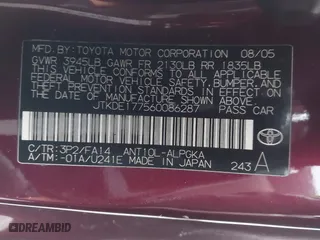 MFD. BY: TOYOTA MOTOR CORPORATION 08/05
GVWR 3945LB GAWR FR 2130LB RR 1835LB
THIS VEHICLE CONFORMS TO ALL APPLICABLE
FEDERAL MOTOR VEHICLE SAFETY, BUMPER, AND
THEFT PREVENTION STANDARDS IN EFFECT ON
THE DATE OF MANUFACTURE SHOWN ABOVE.
JTKDE177560086287 PASS. CAR
C/TR: 3P2/FA14 ANT10L-ALPGKA
A/TM: -01A/U241E MADE IN JAPAN 243 A
TOYOTA
© DREAMBID